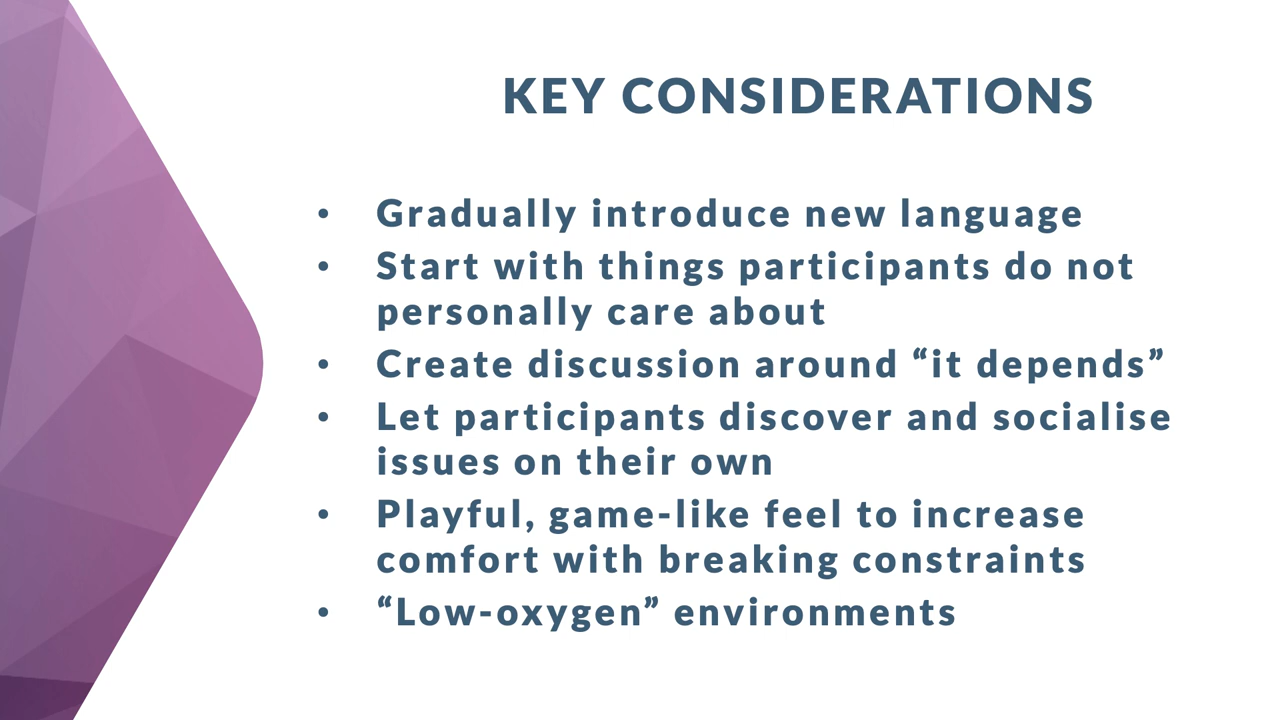 KEY CONSIDERATIONS
• Gradually introduce new language
• Start with things participants do not
personally care about
• Create discussion around “it depends”
• Let participants discover and socialise
issues on their own
• Playful, game-like feel to increase
comfort with breaking constraints
• “Low-oxygen” environments